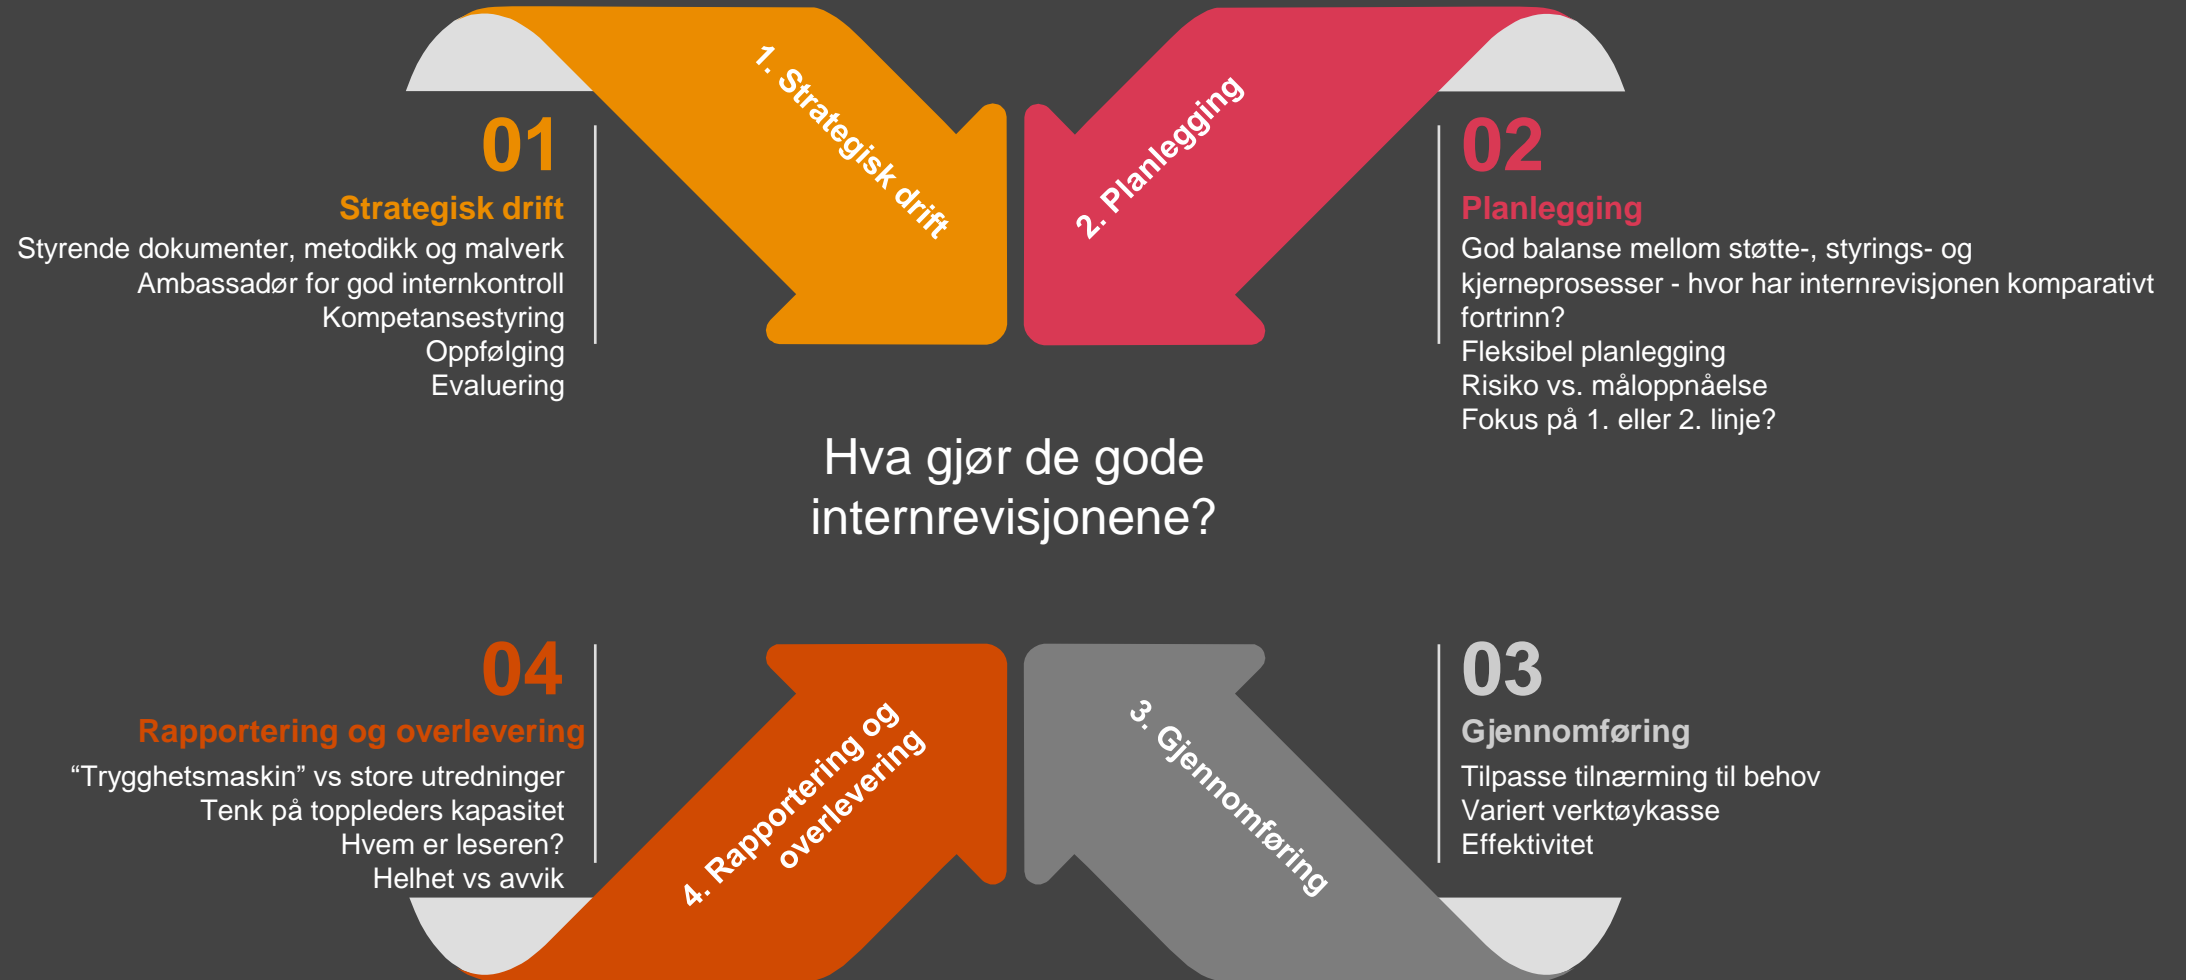 1. Strategisk drift
2. Planlegging
01
Strategisk drift
Styrende dokumenter, metodikk og malverk
Ambassadør for god internkontroll
Kompetansestyring
Oppfølging
Evaluering
02
Planlegging
God balanse mellom støtte-, styrings- og
kjerneprosesser - hvor har internrevisjonen komparativt
fortrinn?
Fleksibel planlegging
Risiko vs. måloppnåelse
Fokus på 1. eller 2. linje?
Hva gjør de gode
internrevisjonene?
04
Rapportering og overlevering
“Trygghetsmaskin” vs store utredninger
Tenk på toppleders kapasitet
Hvem er leseren?
Helhet vs avvik
4. Rapportering og
overlevering
3. Gjennomføring
03
Gjennomføring
Tilpasse tilnærming til behov
Variert verktøykasse
Effektivitet